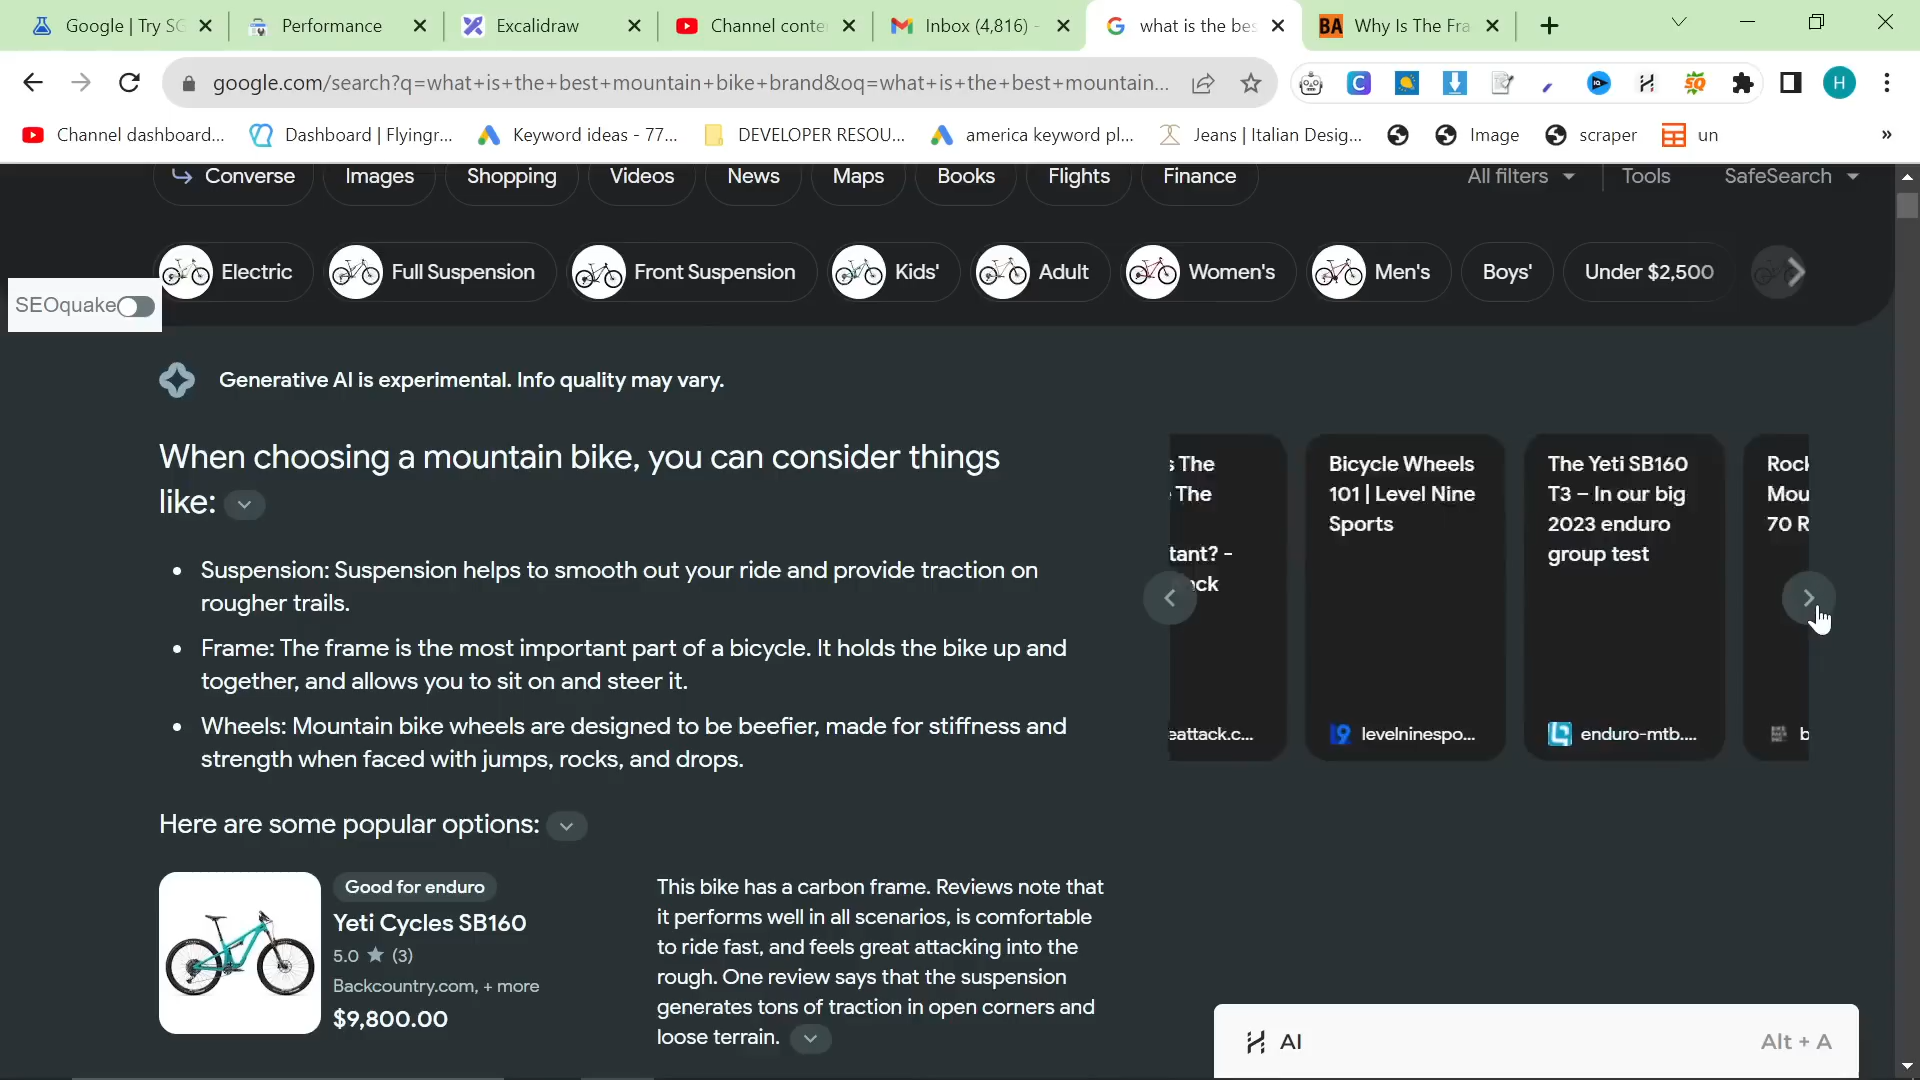 Google | Try SG
Performance
Excalidraw
Channel conte
Inbox (4,816) -
what is the bes
BA Why Is The Fra
google.com/search?q=what+is+the+best+mountain+bike+brand&oq=what+is+the+best+mountain...
H
Channel dashboard...
Dashboard | Flyingr...
Keyword ideas - 77...
DEVELOPER RESOU...
america keyword pl...
Jeans | Italian Desig...
Image
scraper
un
»
Converse
Images
Shopping
Videos
News
Maps
Books
Flights
Finance
All filters
Tools
SafeSearch
Electric
Full Suspension
Front Suspension
Kids'
Adult
Women's
Men's
Boys'
Under $2,500
SEOquake
Generative AI is experimental. Info quality may vary.
When choosing a mountain bike, you can consider things
like:
• Suspension: Suspension helps to smooth out your ride and provide traction on
rougher trails.
• Frame: The frame is the most important part of a bicycle. It holds the bike up and
together, and allows you to sit on and steer it.
• Wheels: Mountain bike wheels are designed to be beefier, made for stiffness and
strength when faced with jumps, rocks, and drops.
s The
The
tant? -
ck
eattack.c...
Bicycle Wheels
101 | Level Nine
Sports
levelninespo...
The Yeti SB160
T3 – In our big
2023 enduro
group test
enduro-mtb....
Rock
Mou
70 R
b
Here are some popular options:
Good for enduro
Yeti Cycles SB160
5.0 ★ (3)
Backcountry.com, + more
$9,800.00
This bike has a carbon frame. Reviews note that
it performs well in all scenarios, is comfortable
to ride fast, and feels great attacking into the
rough. One review says that the suspension
generates tons of traction in open corners and
loose terrain.
AI
Alt + A